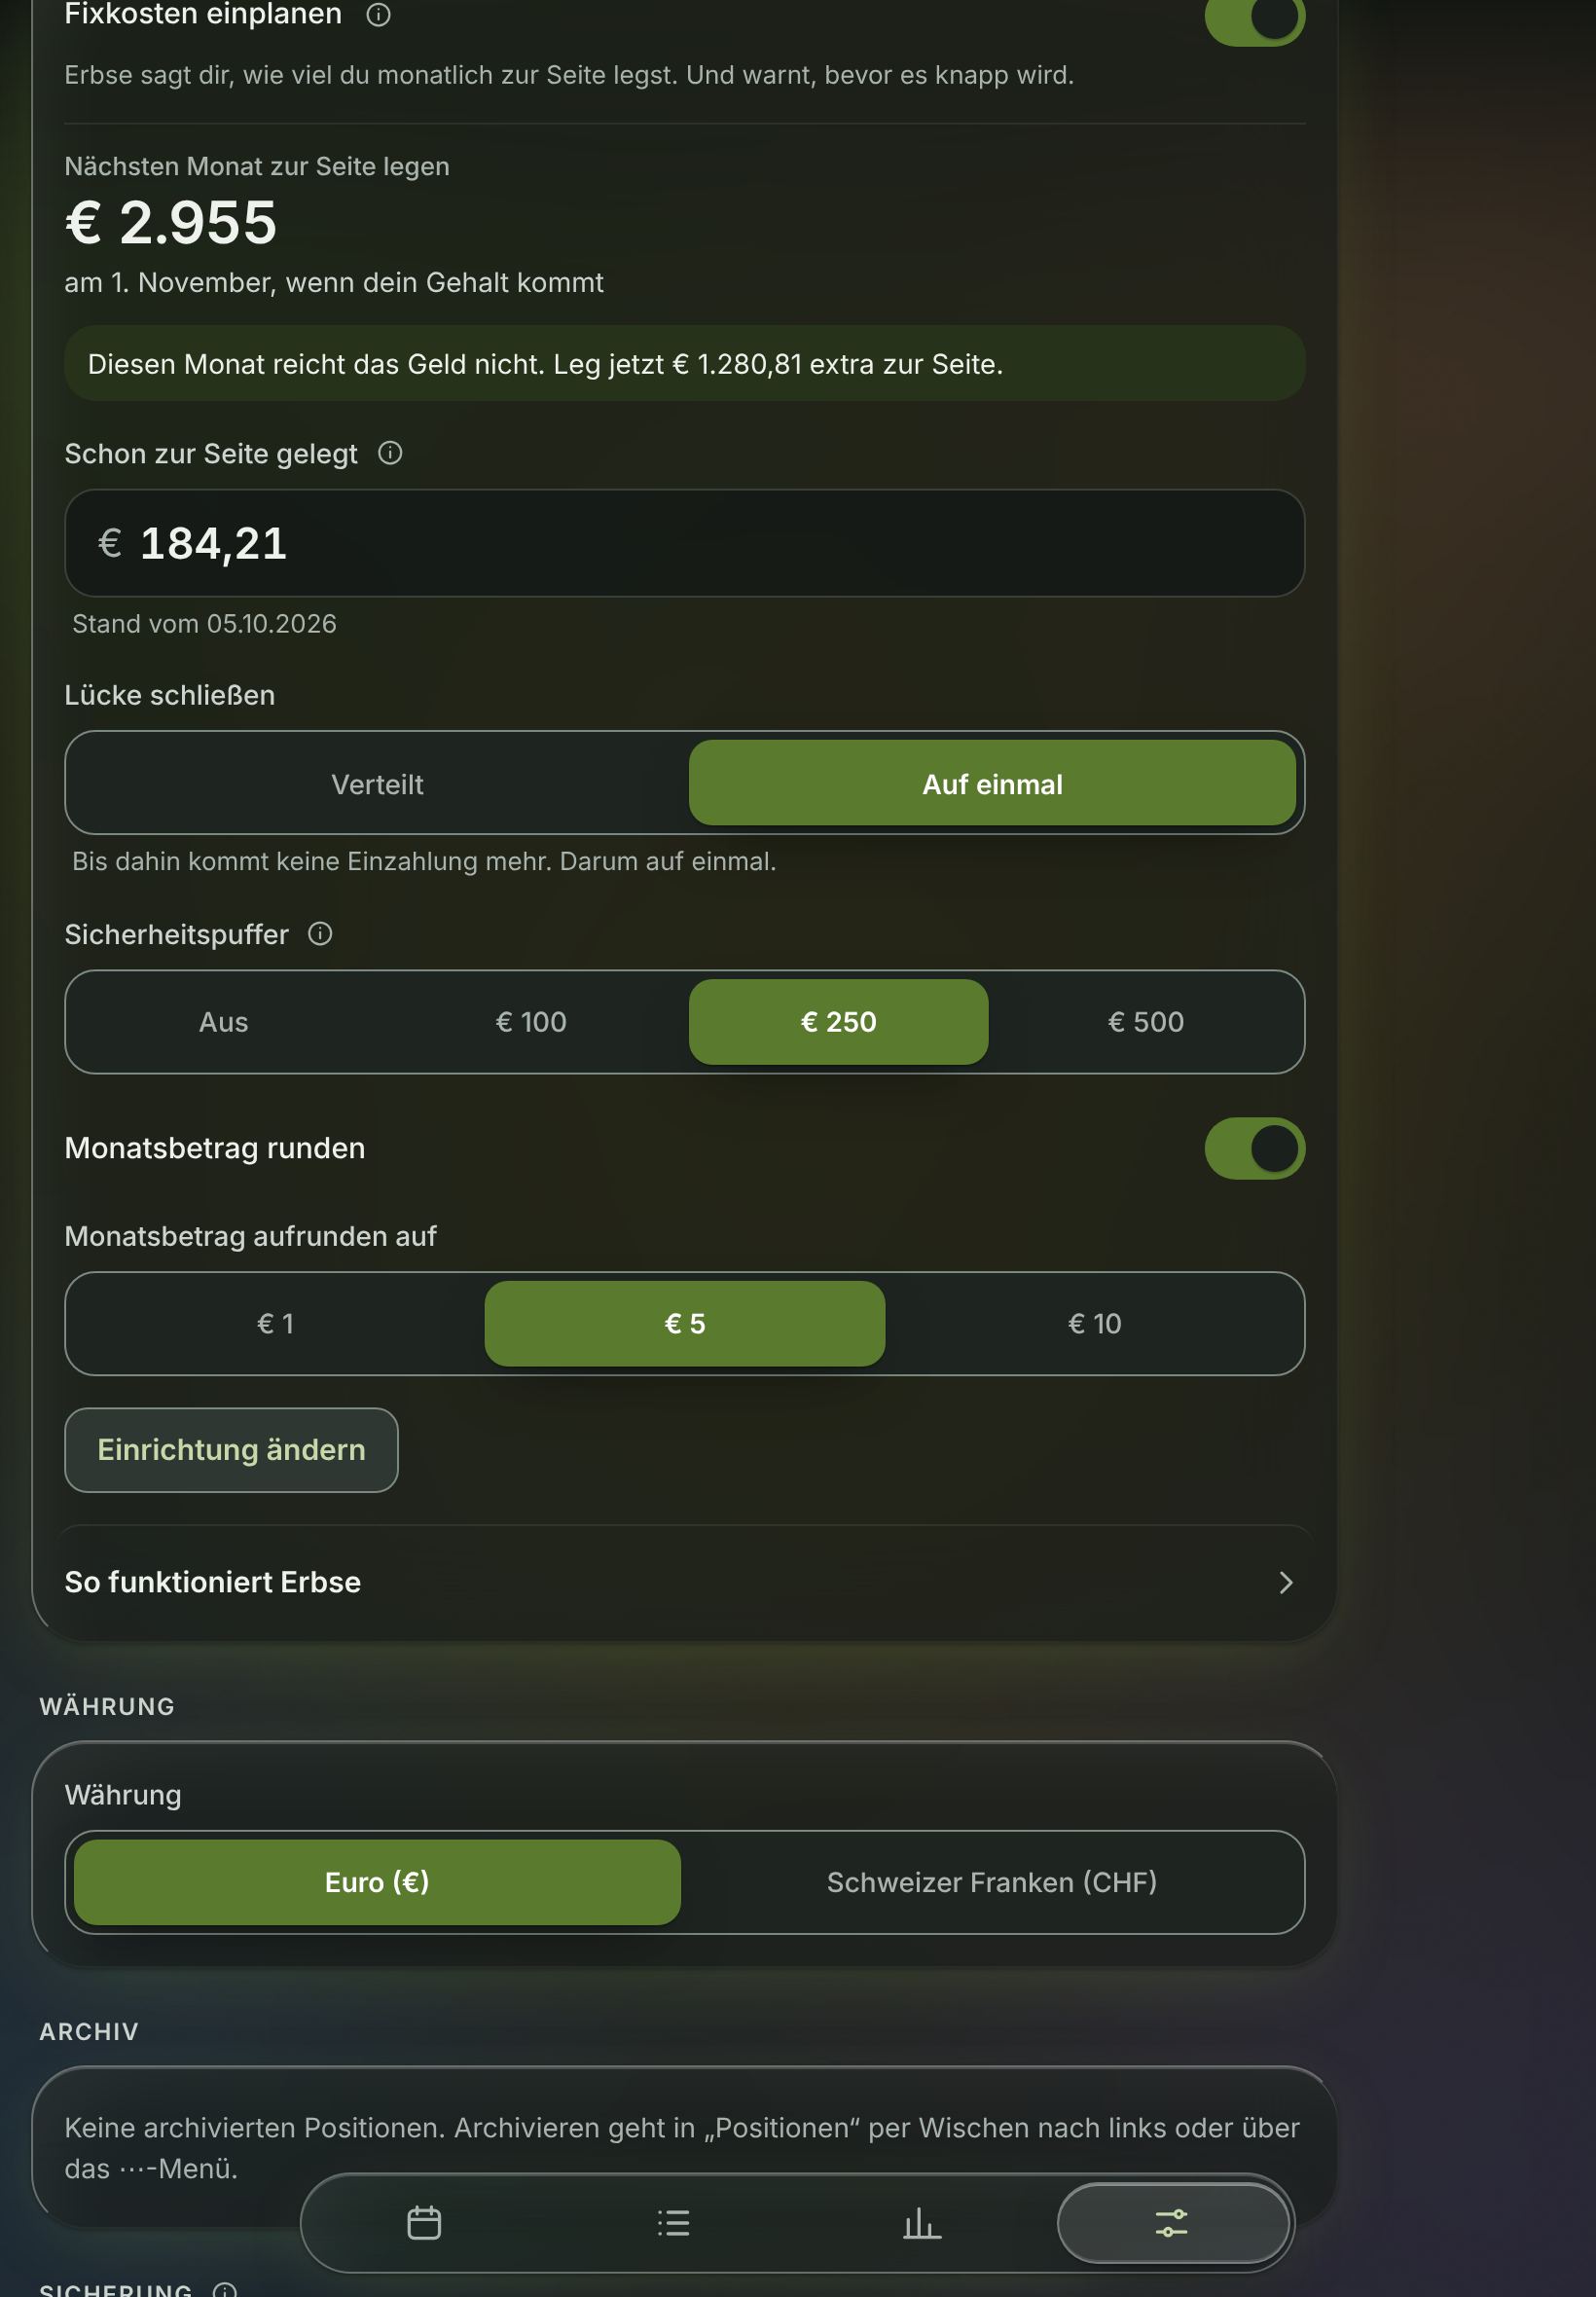 Fixkosten einplanen
Erbse sagt dir, wie viel du monatlich zur Seite legst. Und warnt, bevor es knapp wird.
Nächsten Monat zur Seite legen
€ 2.955
am 1. November, wenn dein Gehalt kommt
Diesen Monat reicht das Geld nicht. Leg jetzt € 1.280,81 extra zur Seite.
Schon zur Seite gelegt
€ 184,21
Stand vom 05.10.2026
Lücke schließen
Verteilt Auf einmal
Bis dahin kommt keine Einzahlung mehr. Darum auf einmal.
Sicherheitspuffer
Aus € 100 € 250 € 500
Monatsbetrag runden
Monatsbetrag aufrunden auf
€ 1 € 5 € 10
Einrichtung ändern
So funktioniert Erbse
WÄHRUNG
Währung
Euro (€) Schweizer Franken (CHF)
ARCHIV
Keine archivierten Positionen. Archivieren geht in „Positionen“ per Wischen nach links oder über
das ···-Menü.
SICHERUNG